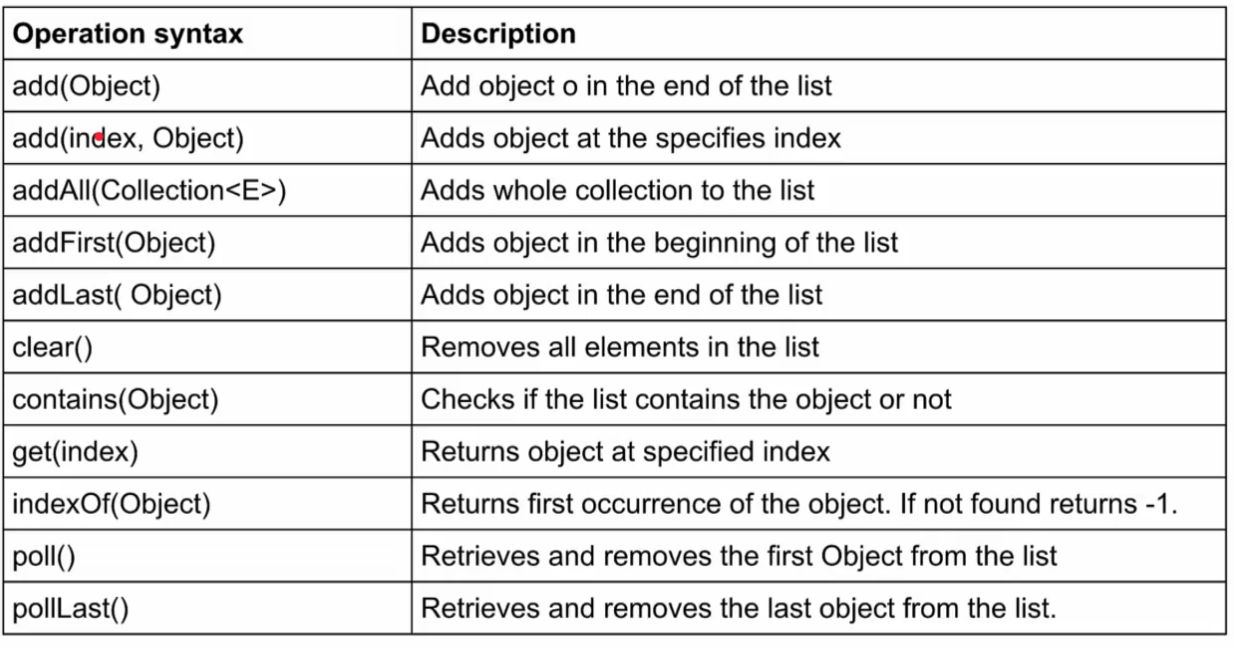 Operation syntax Description
add(Object) Add object o in the end of the list
add(index, Object) Adds object at the specifies index
addAll(Collection<E>) Adds whole collection to the list
addFirst(Object) Adds object in the beginning of the list
addLast( Object) Adds object in the end of the list
clear() Removes all elements in the list
contains(Object) Checks if the list contains the object or not
get(index) Returns object at specified index
indexOf(Object) Returns first occurrence of the object. If not found returns -1.
poll() Retrieves and removes the first Object from the list
pollLast() Retrieves and removes the last object from the list.